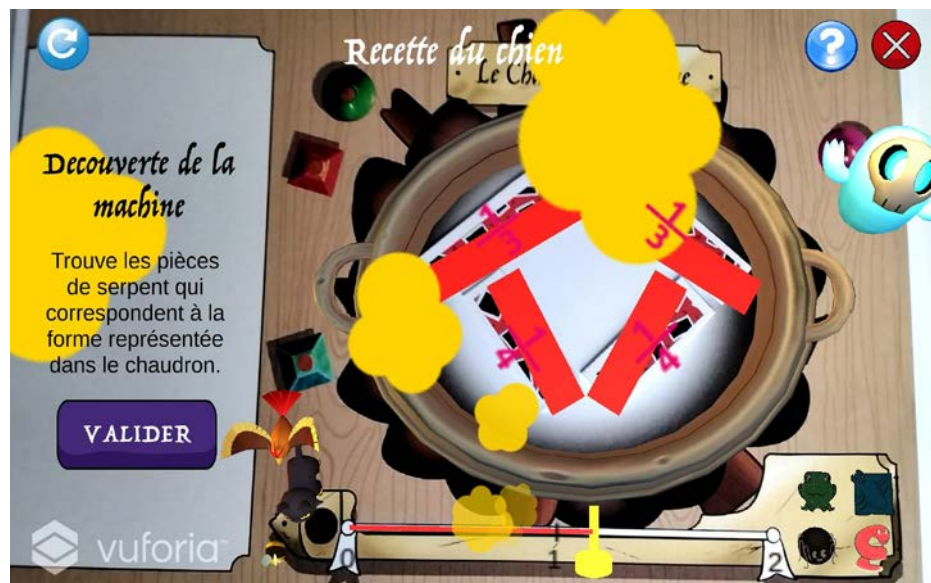 Recette du chien
Le
Decouverte de la
machine
Trouve les pièces
de serpent qui
correspondent à la
forme représentée
dans le chaudron.
VALIDER
1/3
1/3
1/4
1/4
0
1
2
vuforia